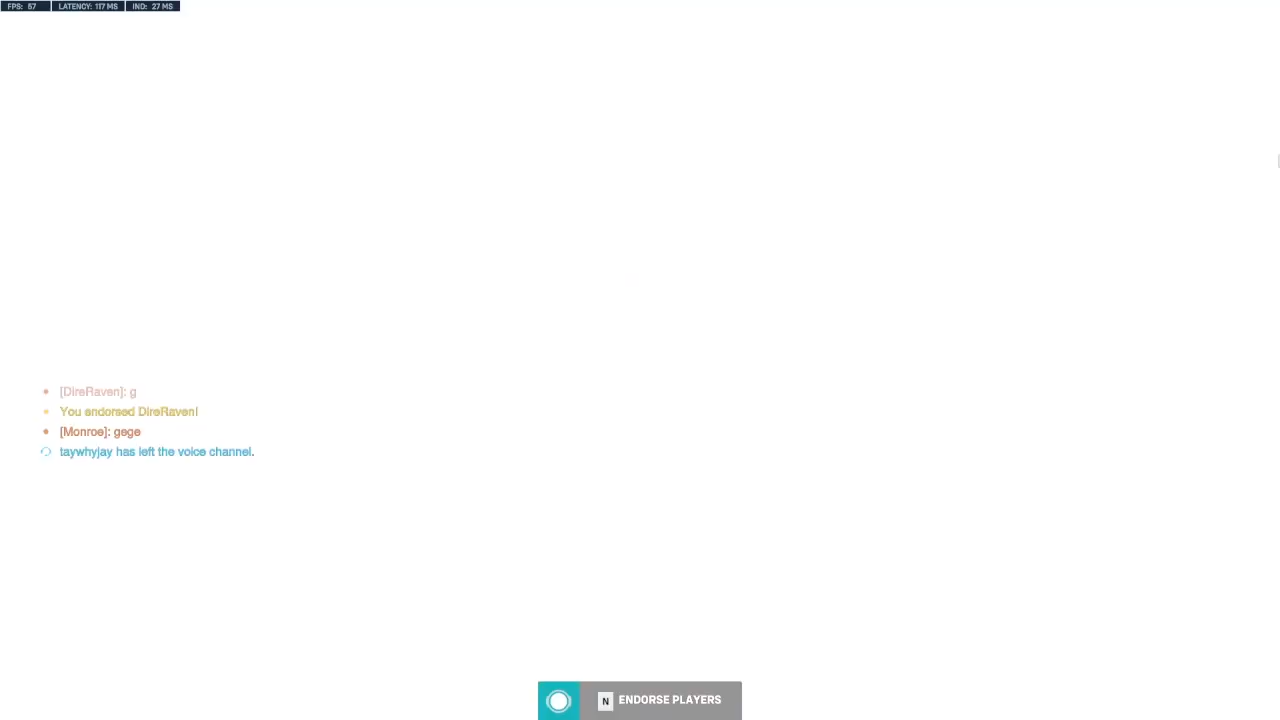 FPS: 57 LATENCY: 117 MS IND: 27 MS
[DireRaven]: g
You endorsed DireRaven!
[Monroe]: gege
taywhyjay has left the voice channel.
N ENDORSE PLAYERS